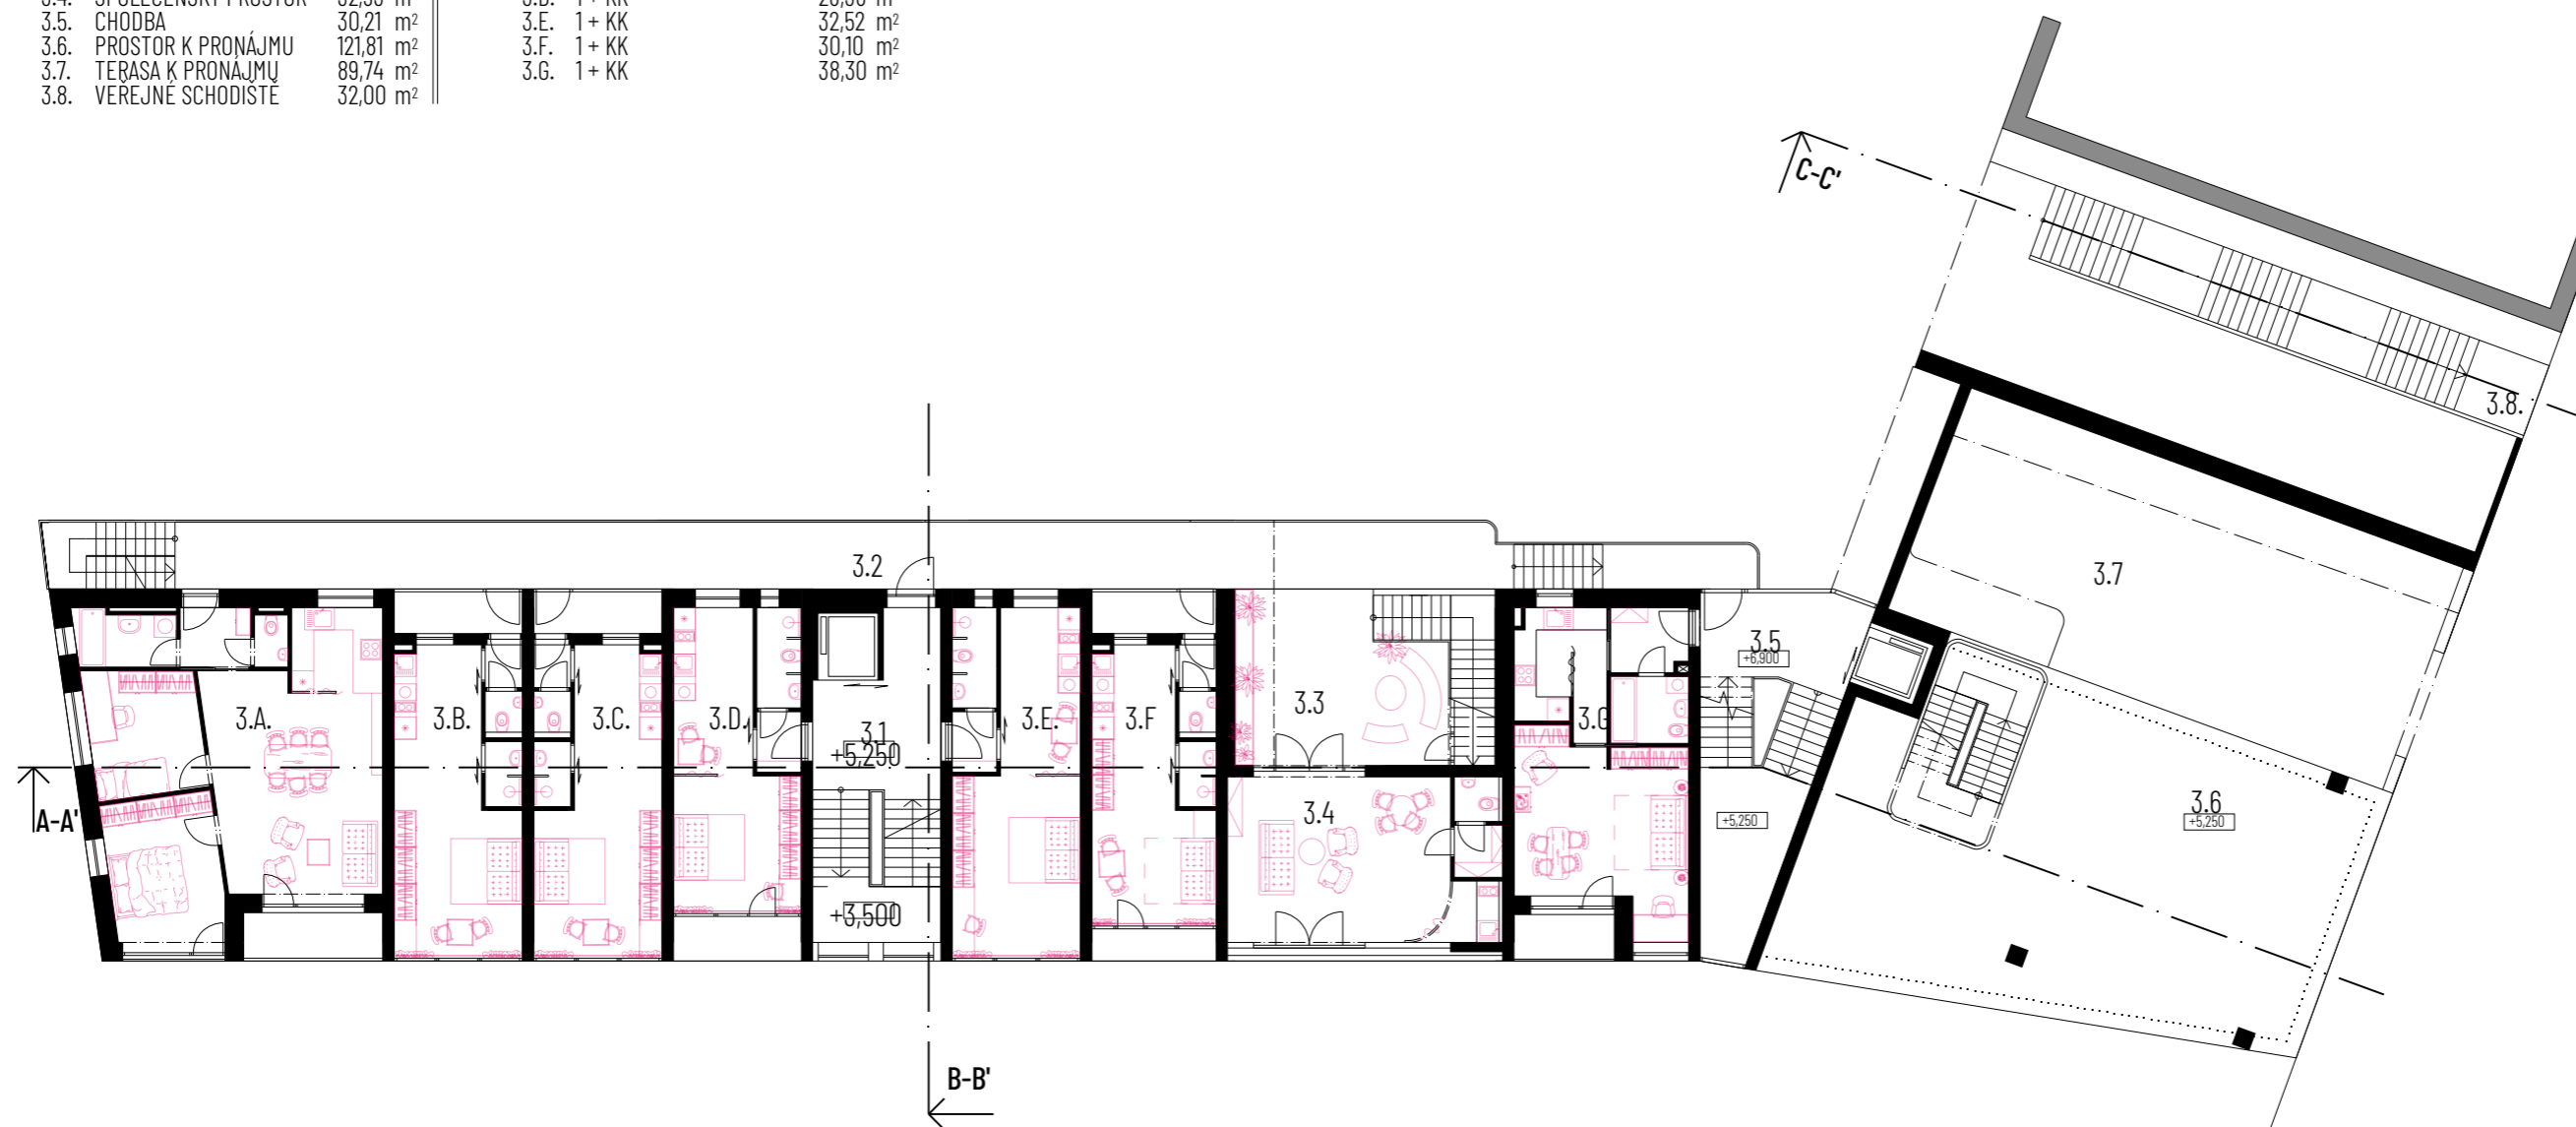 3.5. CHODBA 30,21 m²
3.6. PROSTOR K PRONÁJMU 121,81 m²
3.7. TERASA K PRONÁJMU 89,74 m²
3.8. VEŘEJNÉ SCHODIŠTĚ 32,00 m²
3.E. 1 + KK 32,52 m²
3.F. 1 + KK 30,10 m²
3.G. 1 + KK 38,30 m²
C-C'
3.8.
3.2
3.7
3.5
+6,900
3.A.
3.B.
3.C.
3.D.
3.1
+5,250
3.E.
3.F
3.3
3.G
A-A'
3.4
+5,250
3.6
+5,250
+3,500
B-B'